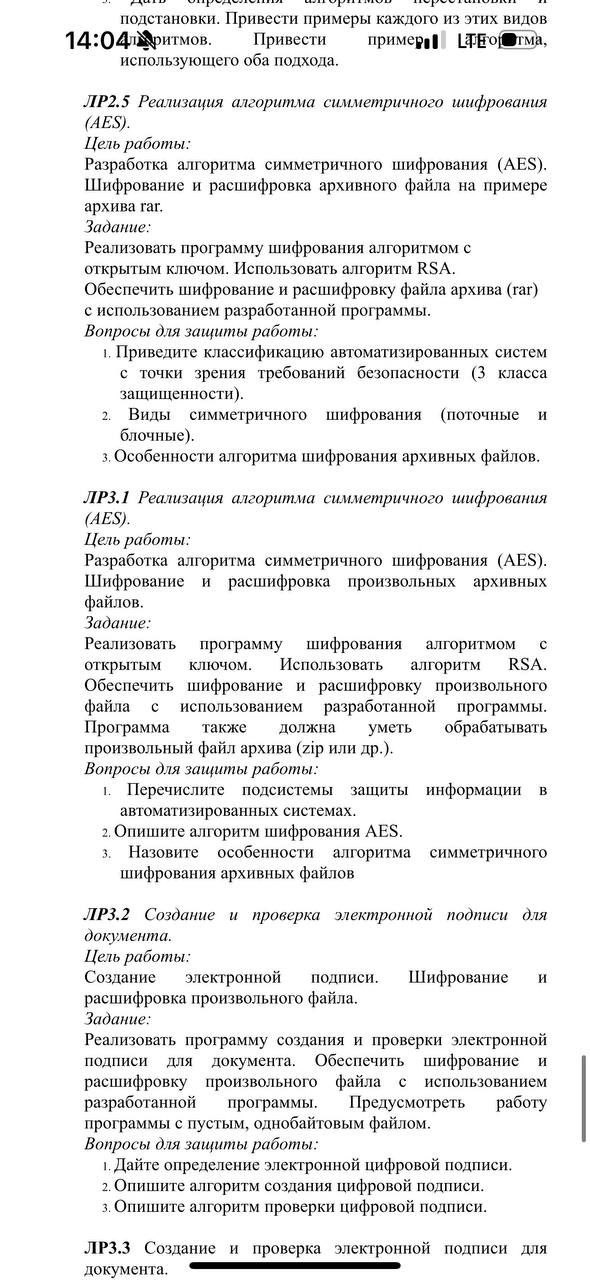 3. Дать определения алгоритмов перестановки и
подстановки. Привести примеры каждого из этих видов
14:04 LTE
алгоритмов. Привести пример алгоритма,
использующего оба подхода.
ЛР2.5 Реализация алгоритма симметричного шифрования
(AES).
Цель работы:
Разработка алгоритма симметричного шифрования (AES).
Шифрование и расшифровка архивного файла на примере
архива rar.
Задание:
Реализовать программу шифрования алгоритмом с
открытым ключом. Использовать алгоритм RSA.
Обеспечить шифрование и расшифровку файла архива (rar)
с использованием разработанной программы.
Вопросы для защиты работы:
1. Приведите классификацию автоматизированных систем
с точки зрения требований безопасности (3 класса
защищенности).
2. Виды симметричного шифрования (поточные и
блочные).
3. Особенности алгоритма шифрования архивных файлов.
ЛР3.1 Реализация алгоритма симметричного шифрования
(AES).
Цель работы:
Разработка алгоритма симметричного шифрования (AES).
Шифрование и расшифровка произвольных архивных
файлов.
Задание:
Реализовать программу шифрования алгоритмом с
открытым ключом. Использовать алгоритм RSA.
Обеспечить шифрование и расшифровку произвольного
файла с использованием разработанной программы.
Программа также должна уметь обрабатывать
произвольный файл архива (zip или др.).
Вопросы для защиты работы:
1. Перечислите подсистемы защиты информации в
автоматизированных системах.
2. Опишите алгоритм шифрования AES.
3. Назовите особенности алгоритма симметричного
шифрования архивных файлов
ЛР3.2 Создание и проверка электронной подписи для
документа.
Цель работы:
Создание электронной подписи. Шифрование и
расшифровка произвольного файла.
Задание:
Реализовать программу создания и проверки электронной
подписи для документа. Обеспечить шифрование и
расшифровку произвольного файла с использованием
разработанной программы. Предусмотреть работу
программы с пустым, однобайтовым файлом.
Вопросы для защиты работы:
1. Дайте определение электронной цифровой подписи.
2. Опишите алгоритм создания цифровой подписи.
3. Опишите алгоритм проверки цифровой подписи.
ЛР3.3 Создание и проверка электронной подписи для
документа.